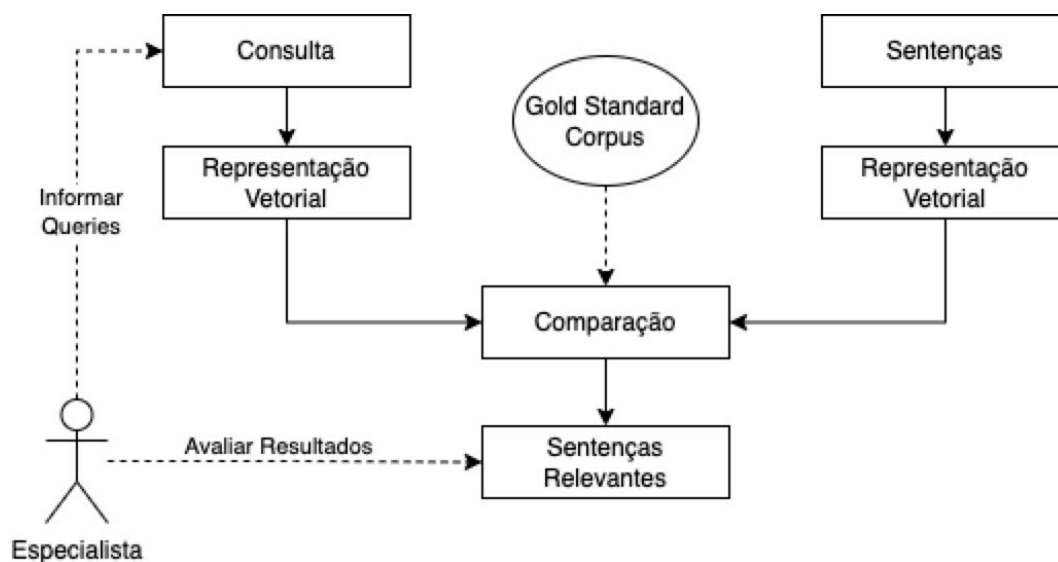 Consulta
Sentenças
Gold Standard
Corpus
Representação
Vetorial
Representação
Vetorial
Informar
Queries
Comparação
Avaliar Resultados
Sentenças
Relevantes
Especialista